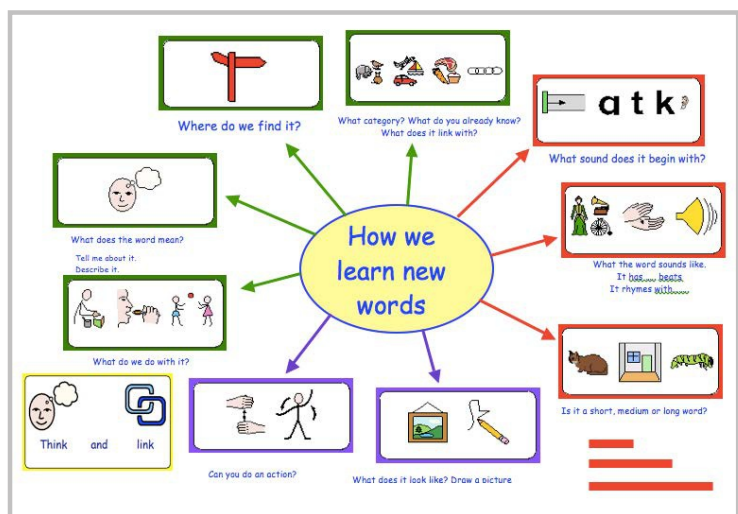 Where do we find it?
What category? What do you already know?
What does it link with?
a t k
What sound does it begin with?
What does the word mean?
Tell me about it.
Describe it.
How we
learn new
words
What the word sounds like.
It has..... beats
It rhymes with......
What do we do with it?
Is it a short, medium or long word?
Think and link
Can you do an action?
What does it look like? Draw a picture